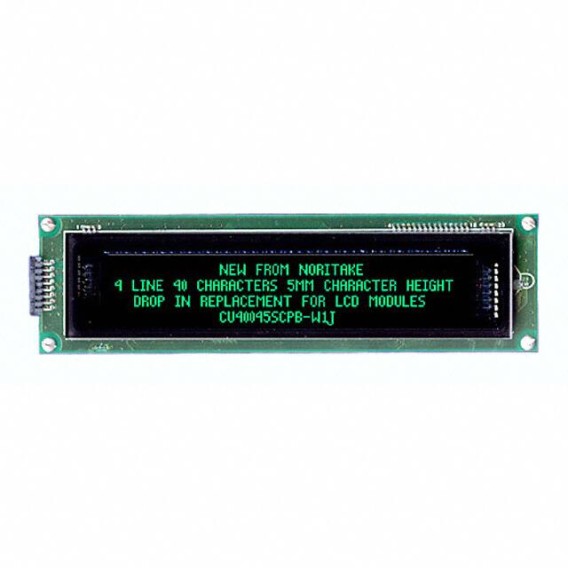 NEW FROM NORITAKE
4 LINE 40 CHARACTERS 5MM CHARACTER HEIGHT
DROP IN REPLACEMENT FOR LCD MODULES
CU40045SCPB-W1J